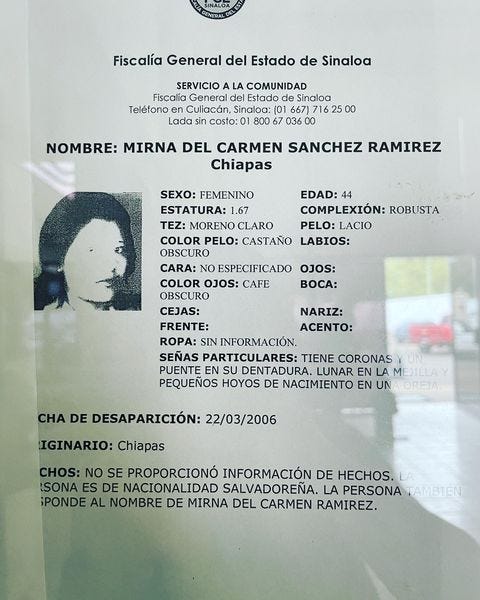 SINALOA
Fiscalía General del Estado de Sinaloa
SERVICIO A LA COMUNIDAD
Fiscalía General del Estado de Sinaloa
Teléfono en Culiacán, Sinaloa: (01 667) 716 25 00
Lada sin costo: 01 800 67 036 00
NOMBRE: MIRNA DEL CARMEN SANCHEZ RAMIREZ
Chiapas
SEXO: FEMENINO EDAD: 44
ESTATURA: 1.67 COMPLEXIÓN: ROBUSTA
TEZ: MORENO CLARO PELO: LACIO
COLOR PELO: CASTAÑO LABIOS:
OBSCURO
CARA: NO ESPECIFICADO OJOS:
COLOR OJOS: CAFE BOCA:
OBSCURO
CEJAS: NARIZ:
FRENTE: ACENTO:
ROPA: SIN INFORMACIÓN.
SEÑAS PARTICULARES: TIENE CORONAS Y UN
PUENTE EN SU DENTADURA. LUNAR EN LA MEJILLA Y
PEQUEÑOS HOYOS DE NACIMIENTO EN UNA OREJA
CHA DE DESAPARICIÓN: 22/03/2006
RIGINARIO: Chiapas
CHOS: NO SE PROPORCIONÓ INFORMACIÓN DE HECHOS. LA
RSONA ES DE NACIONALIDAD SALVADOREÑA. LA PERSONA TAMBIEN
SPONDE AL NOMBRE DE MIRNA DEL CARMEN RAMIREZ.